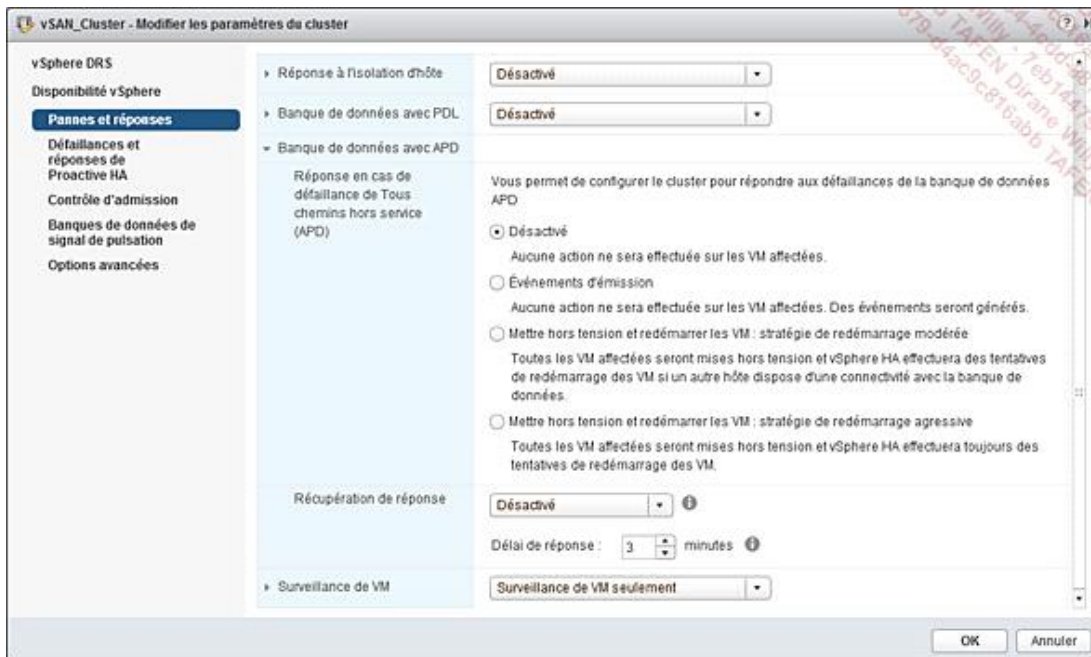 vSAN_Cluster - Modifier les paramètres du cluster
vSphere DRS
Disponibilité vSphere
Pannes et réponses
Défaillances et
réponses de
Proactive HA
Contrôle d'admission
Banques de données de
signal de pulsation
Options avancées
Réponse à l'isolation d'hôte
Désactivé
Banque de données avec PDL
Désactivé
Banque de données avec APD
Réponse en cas de
défaillance de Tous
chemins hors service
(APD)
Vous permet de configurer le cluster pour répondre aux défaillances de la banque de données
APD
Désactivé
Aucune action ne sera effectuée sur les VM affectées.
Événements d'émission
Aucune action ne sera effectuée sur les VM affectées. Des événements seront générés.
Mettre hors tension et redémarrer les VM : stratégie de redémarrage modérée
Toutes les VM affectées seront mises hors tension et vSphere HA effectuera des tentatives
de redémarrage des VM si un autre hôte dispose d'une connectivité avec la banque de
données.
Mettre hors tension et redémarrer les VM : stratégie de redémarrage agressive
Toutes les VM affectées seront mises hors tension et vSphere HA effectuera toujours des
tentatives de redémarrage des VM.
Récupération de réponse
Désactivé
Délai de réponse :
3 minutes
Surveillance de VM
Surveillance de VM seulement
OK
Annuler